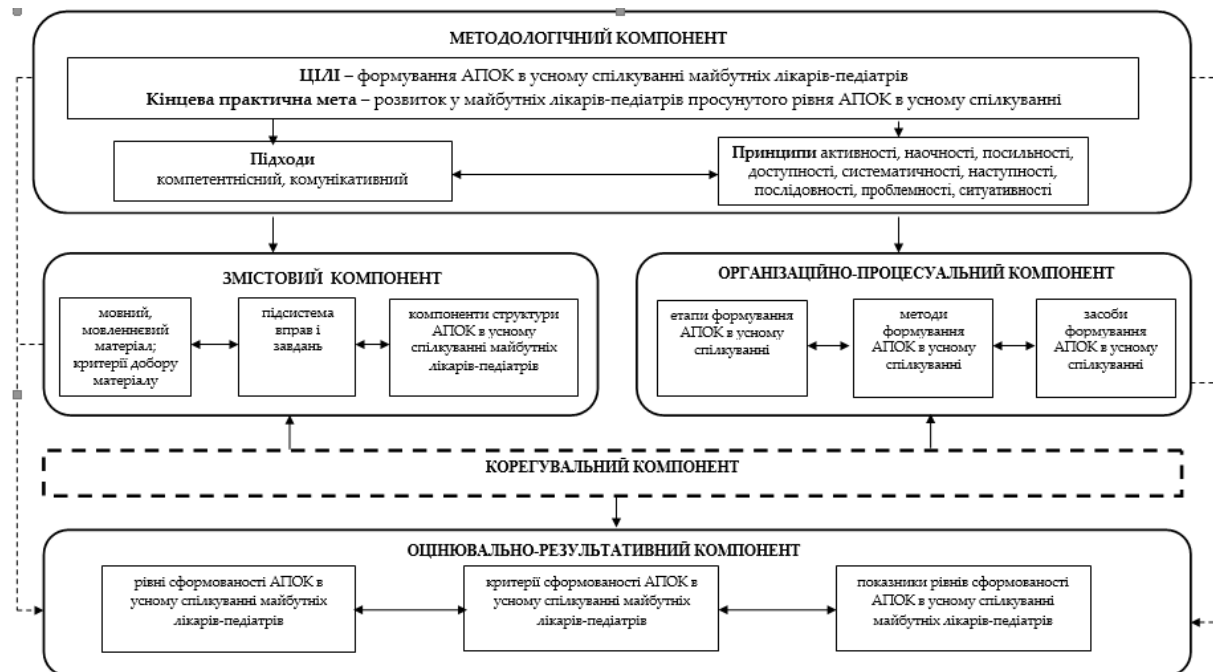 МЕТОДОЛОГІЧНИЙ КОМПОНЕНТ
ЦІЛІ – формування АПОК в усному спілкуванні майбутніх лікарів-педіатрів
Кінцева практична мета – розвиток у майбутніх лікарів-педіатрів просунутого рівня АПОК в усному спілкуванні
Підходи
компетентнісний, комунікативний
Принципи активності, наочності, посильності,
доступності, систематичності, наступності,
послідовності, проблемності, ситуативності
ЗМІСТОВИЙ КОМПОНЕНТ
мовний,
мовленнєвий
матеріал;
критерії добору
матеріалу
підсистема
вправ і
завдань
компоненти структури
АПОК в усному
спілкуванні майбутніх
лікарів-педіатрів
ОРГАНІЗАЦІЙНО-ПРОЦЕСУАЛЬНИЙ КОМПОНЕНТ
етапи формування
АПОК в усному
спілкуванні
методи
формування
АПОК в усному
спілкуванні
засоби
формування
АПОК в усному
спілкуванні
КОРЕГУВАЛЬНИЙ КОМПОНЕНТ
ОЦІНЮВАЛЬНО-РЕЗУЛЬТАТИВНИЙ КОМПОНЕНТ
рівні сформованості АПОК в
усному спілкуванні майбутніх
лікарів-педіатрів
критерії сформованості АПОК в
усному спілкуванні майбутніх
лікарів-педіатрів
показники рівнів сформованості
АПОК в усному спілкуванні
майбутніх лікарів-педіатрів